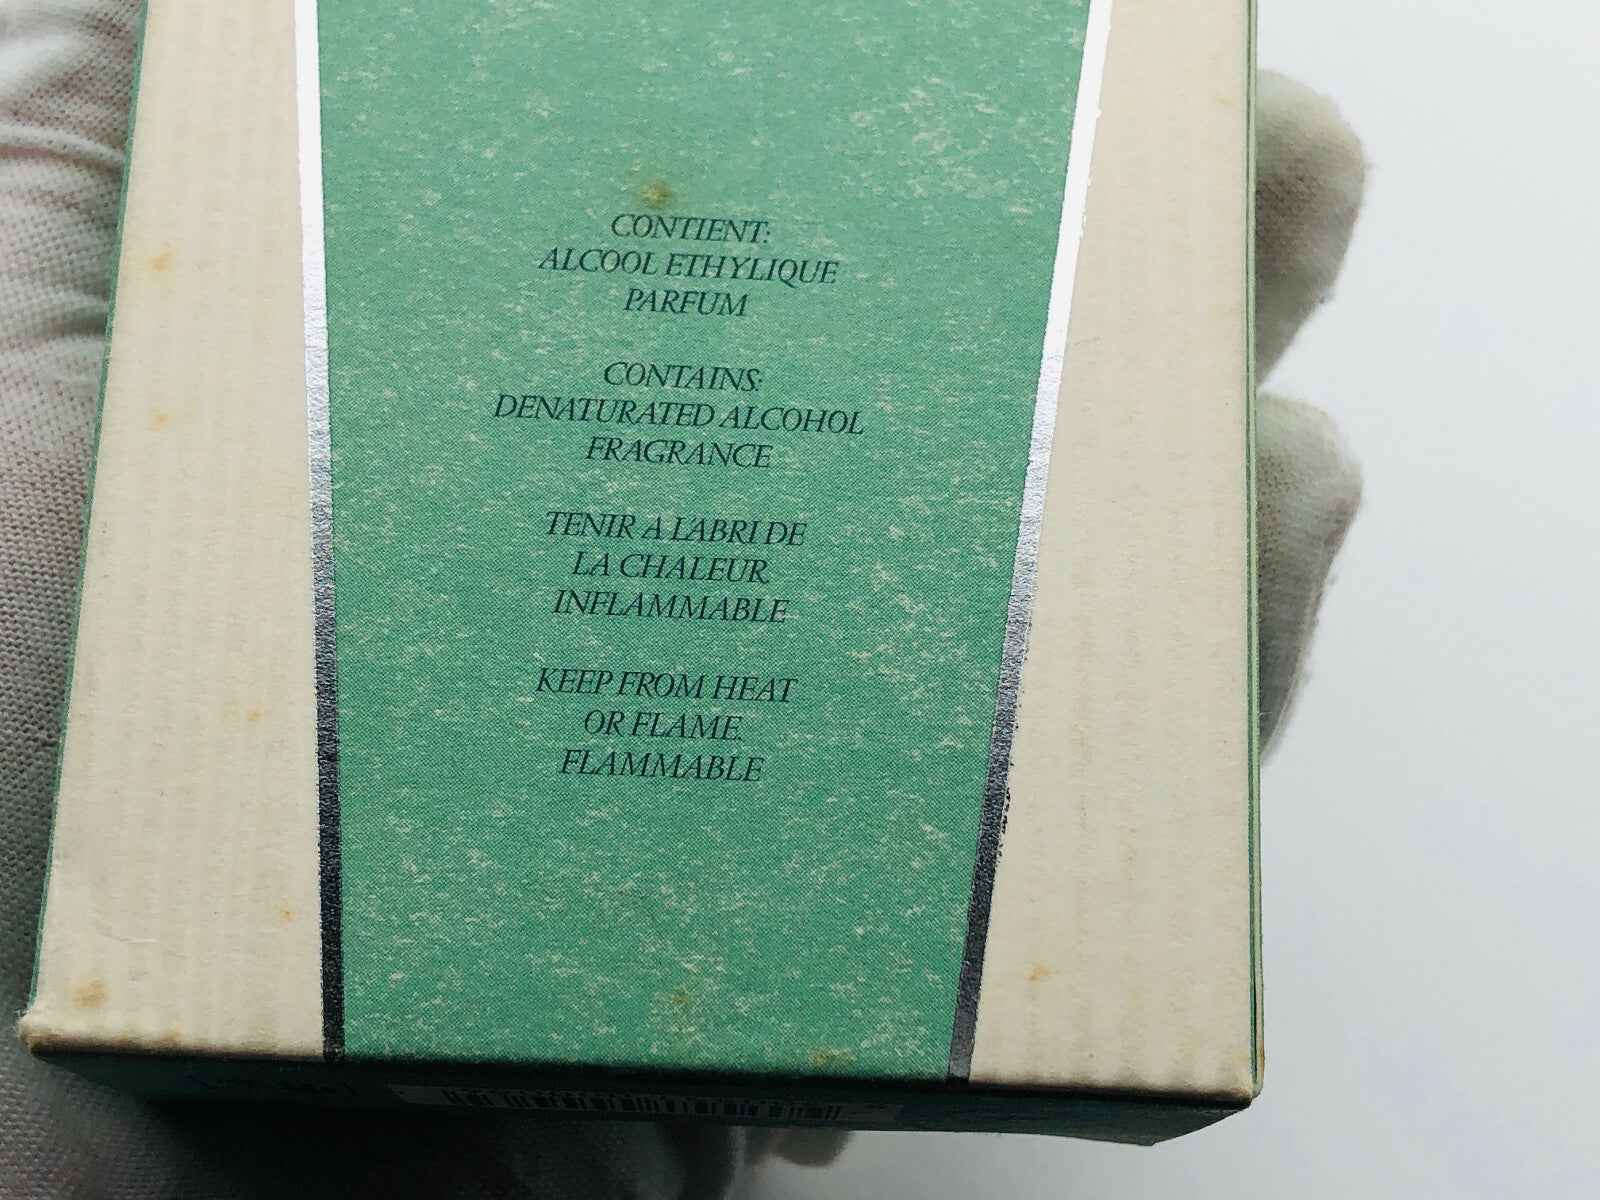 CONTIENT:
ALCOOL ETHYLIQUE
PARFUM
CONTAINS:
DENATURATED ALCOHOL
FRAGRANCE
TENIR A L'ABRI DE
LA CHALEUR.
INFLAMMABLE
KEEP FROM HEAT
OR FLAME.
FLAMMABLE